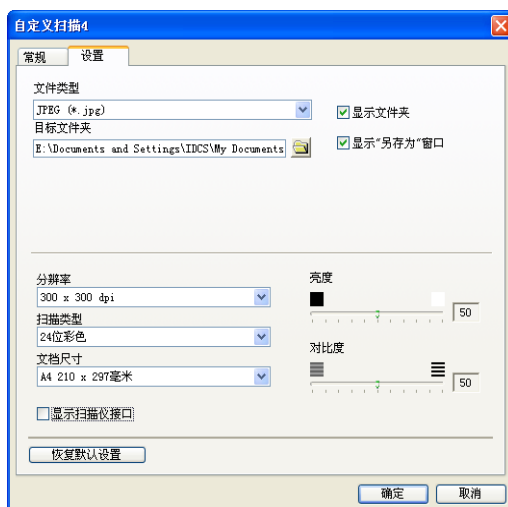 自定义扫描4
常规 设置
文件类型
JPEG (*.jpg)
显示文件夹
目标文件夹
E:\Documents and Settings\IDCS\My Documents
显示"另存为"窗口
分辨率
300 x 300 dpi
亮度
50
扫描类型
24位彩色
对比度
文档尺寸
A4 210 x 297毫米
50
显示扫描仪接口
恢复默认设置
确定 取消